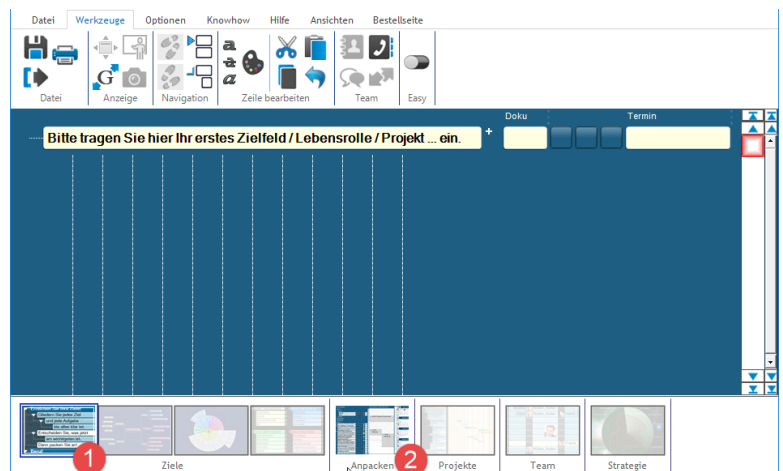 Datei Werkzeuge Optionen Knowhow Hilfe Ansichten Bestellseite
a
a
a
G
Datei Anzeige Navigation Zeile bearbeiten Team Easy
Doku Termin
Bitte tragen Sie hier Ihr erstes Zielfeld / Lebensrolle / Projekt ... ein.
+
1 2
Ziele Anpacken Projekte Team Strategie